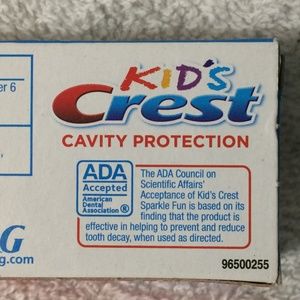 er 6
KID'S
Crest
CAVITY PROTECTION
ADA
Accepted
American
Dental
Association ®
The ADA Council on
Scientific Affairs'
Acceptance of Kid's Crest
Sparkle Fun is based on its
finding that the product is
effective in helping to prevent and reduce
tooth decay, when used as directed.
G
g.com
96500255